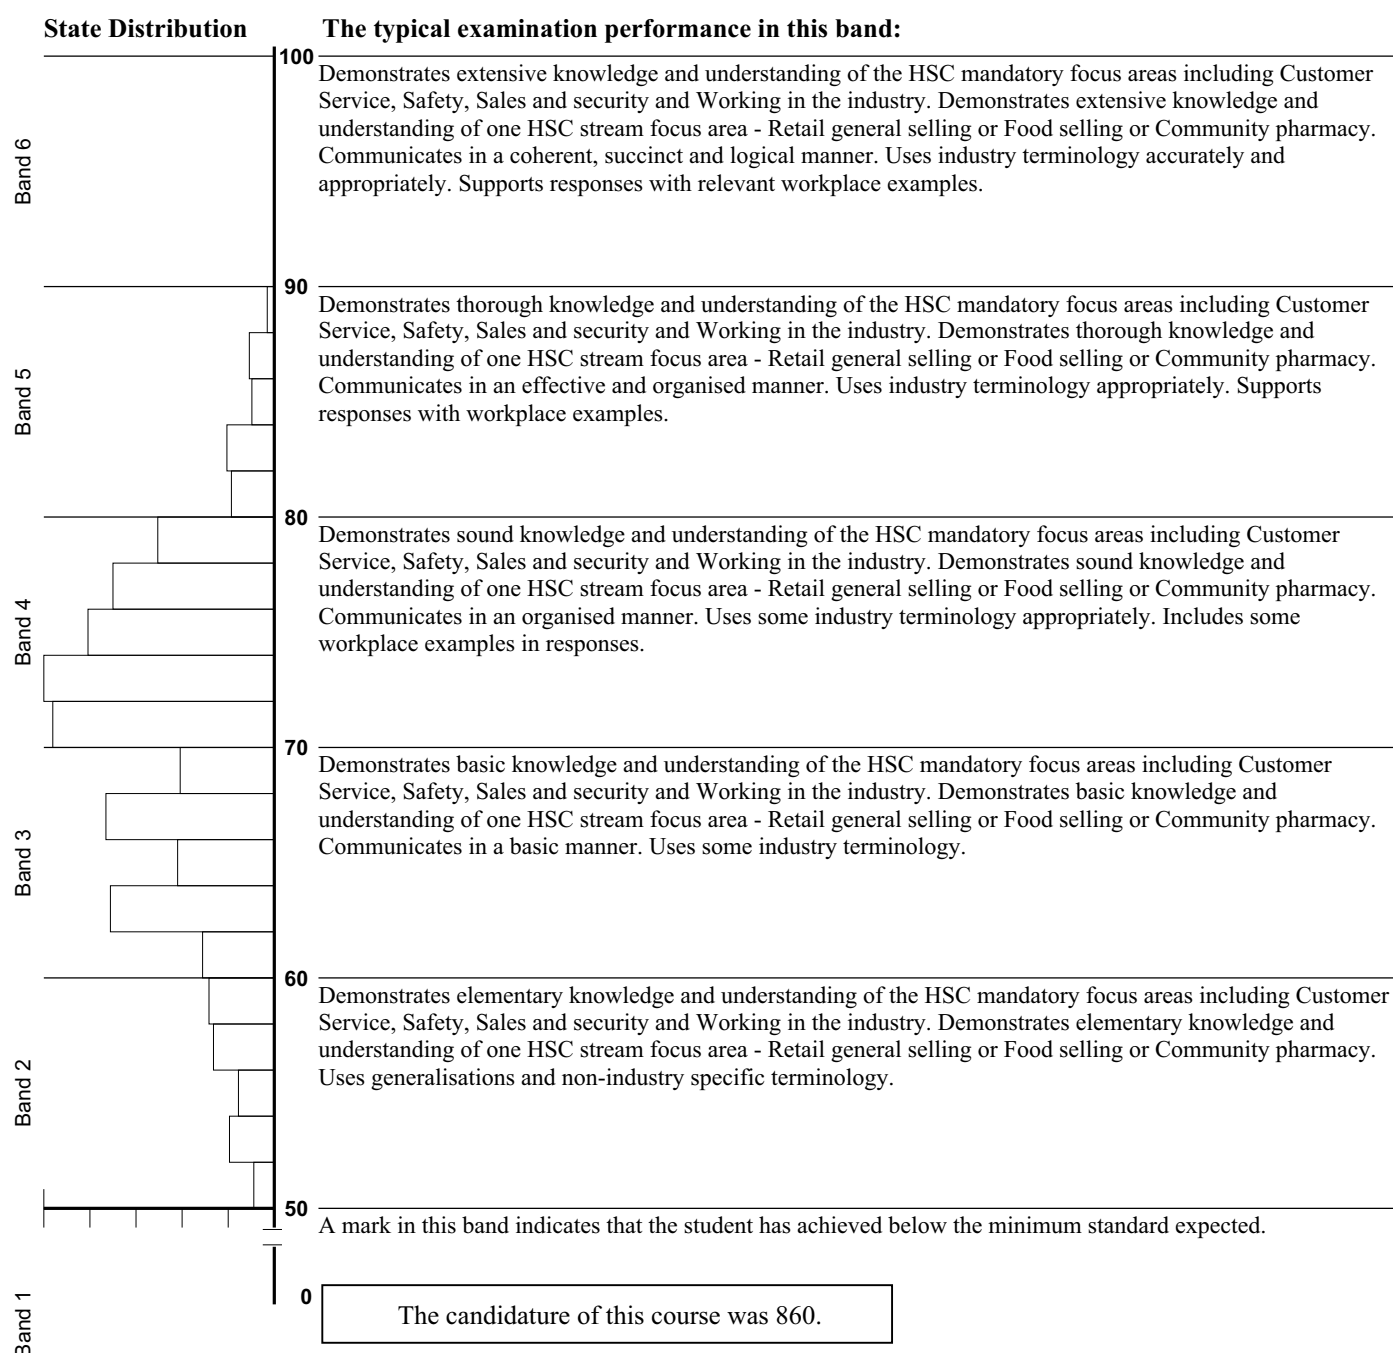 State Distribution
The typical examination performance in this band:
100
Band 6
Demonstrates extensive knowledge and understanding of the HSC mandatory focus areas including Customer
Service, Safety, Sales and security and Working in the industry. Demonstrates extensive knowledge and
understanding of one HSC stream focus area - Retail general selling or Food selling or Community pharmacy.
Communicates in a coherent, succinct and logical manner. Uses industry terminology accurately and
appropriately. Supports responses with relevant workplace examples.
90
Band 5
Demonstrates thorough knowledge and understanding of the HSC mandatory focus areas including Customer
Service, Safety, Sales and security and Working in the industry. Demonstrates thorough knowledge and
understanding of one HSC stream focus area - Retail general selling or Food selling or Community pharmacy.
Communicates in an effective and organised manner. Uses industry terminology appropriately. Supports
responses with workplace examples.
80
Band 4
Demonstrates sound knowledge and understanding of the HSC mandatory focus areas including Customer
Service, Safety, Sales and security and Working in the industry. Demonstrates sound knowledge and
understanding of one HSC stream focus area - Retail general selling or Food selling or Community pharmacy.
Communicates in an organised manner. Uses some industry terminology appropriately. Includes some
workplace examples in responses.
70
Band 3
Demonstrates basic knowledge and understanding of the HSC mandatory focus areas including Customer
Service, Safety, Sales and security and Working in the industry. Demonstrates basic knowledge and
understanding of one HSC stream focus area - Retail general selling or Food selling or Community pharmacy.
Communicates in a basic manner. Uses some industry terminology.
60
Band 2
Demonstrates elementary knowledge and understanding of the HSC mandatory focus areas including Customer
Service, Safety, Sales and security and Working in the industry. Demonstrates elementary knowledge and
understanding of one HSC stream focus area - Retail general selling or Food selling or Community pharmacy.
Uses generalisations and non-industry specific terminology.
50
A mark in this band indicates that the student has achieved below the minimum standard expected.
0
Band 1
The candidature of this course was 860.